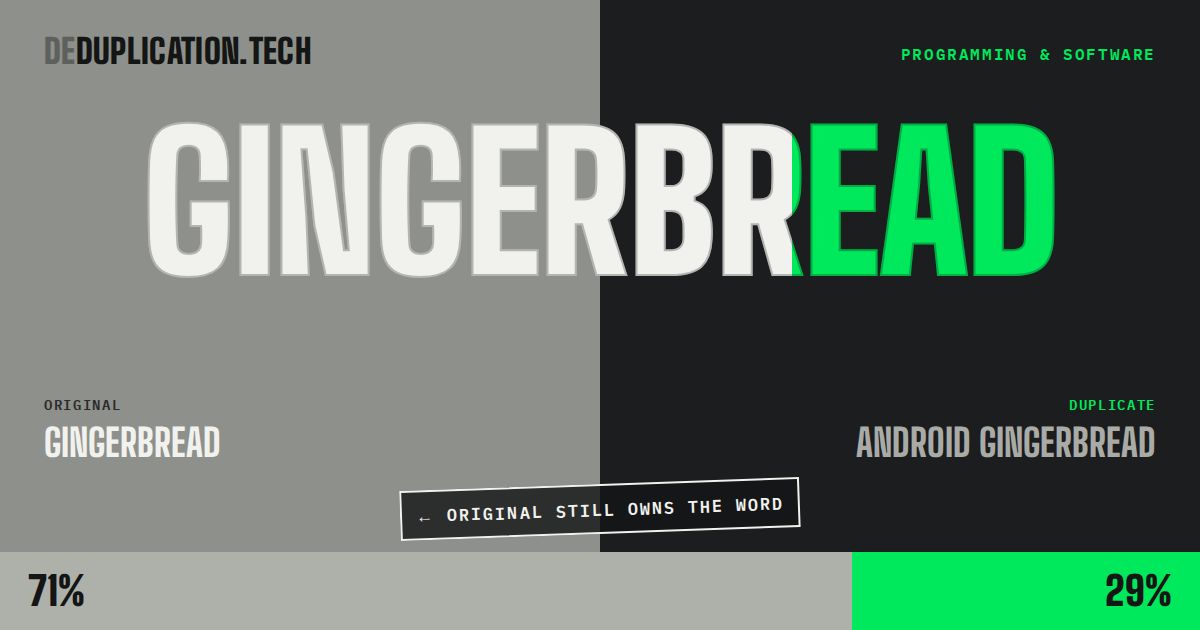 DEDUPLICATION.TECH
PROGRAMMING & SOFTWARE
GINGERBREAD
ORIGINAL
GINGERBREAD
DUPLICATE
ANDROID GINGERBREAD
← ORIGINAL STILL OWNS THE WORD
71%
29%